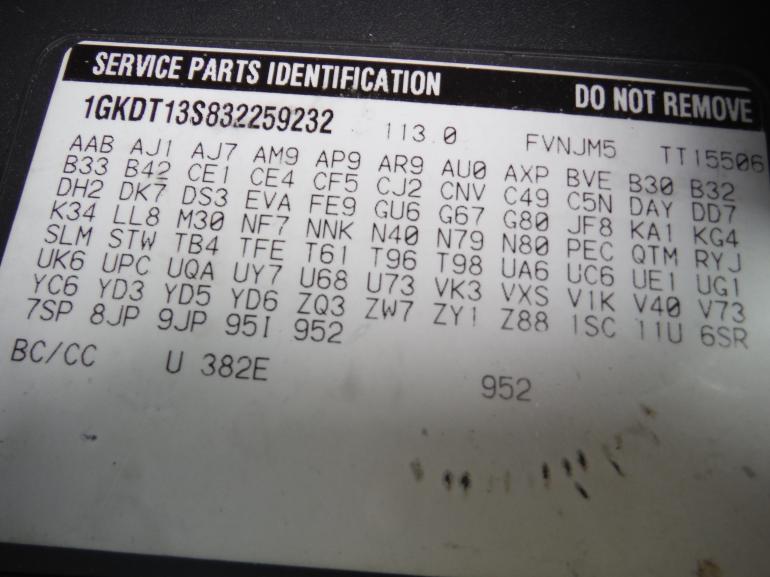 SERVICE PARTS IDENTIFICATION DO NOT REMOVE
1GKDT13S832259232 113.0 FVNJM5 TT15506
AAB AJ1 AJ7 AM9 AP9 AR9 AU0 AXP BVE B30 B32
B33 B42 CE1 CE4 CF5 CJ2 CNV C49 C5N DAY DD7
DH2 DK7 DS3 EVA FE9 GU6 G67 G80 JF8 KA1 KG4
K34 LL8 M30 NF7 NNK N40 N79 N80 PEC QTM RYJ
SLM STW TB4 TFE T61 T96 T98 UA6 UC6 UE1 UG1
UK6 UPC UQA UY7 U68 U73 VK3 VXS V1K V40 V73
YC6 YD3 YD5 YD6 ZQ3 ZW7 ZY1 Z88 1SC 11U 6SR
7SP 8JP 9JP 95I 952
BC/CC U 382E 952